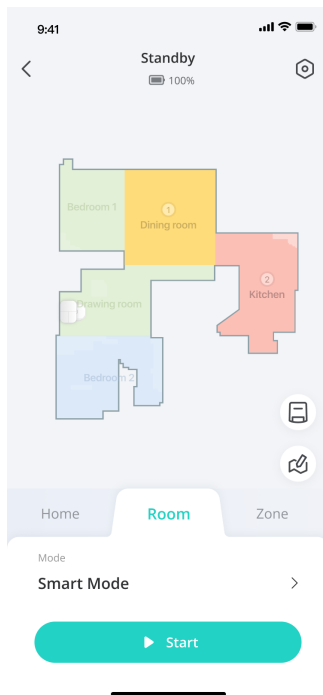 9:41
Standby
100%
Bedroom 1
1
Dining room
2
Kitchen
Drawing room
Bedroom 2
Home
Room
Zone
Mode
Smart Mode
Start